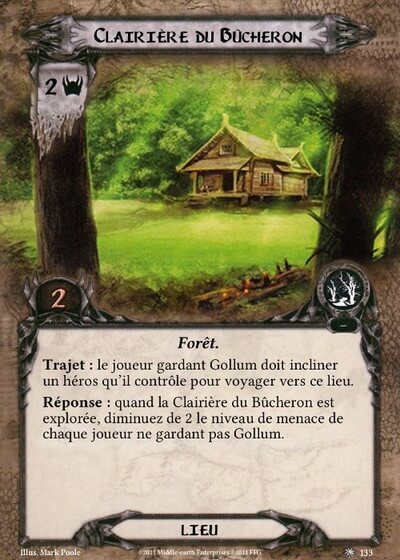 Clairière du Bûcheron
2
2
–
Forêt.
Trajet : le joueur gardant Gollum doit incliner
un héros qu'il contrôle pour voyager vers ce lieu.
Réponse : quand la Clairière du Bûcheron est
explorée, diminuez de 2 le niveau de menace de
chaque joueur ne gardant pas Gollum.
LIEU
Illus. Mark Poole ©2011 Middle-earth Enterprises ©2011 FFG 133